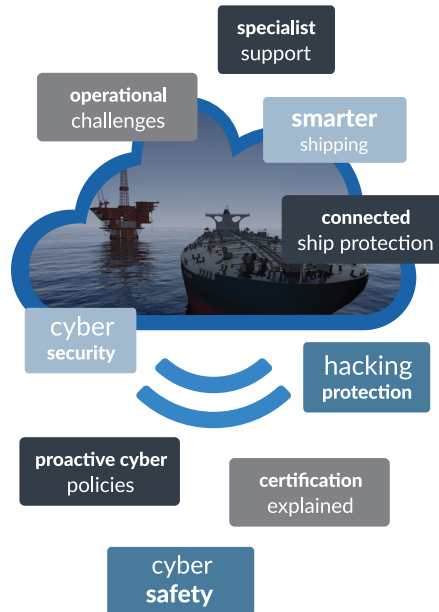 specialist
support
operational
challenges
smarter
shipping
connected
ship protection
cyber
security
hacking
protection
proactive cyber
policies
certification
explained
cyber
safety